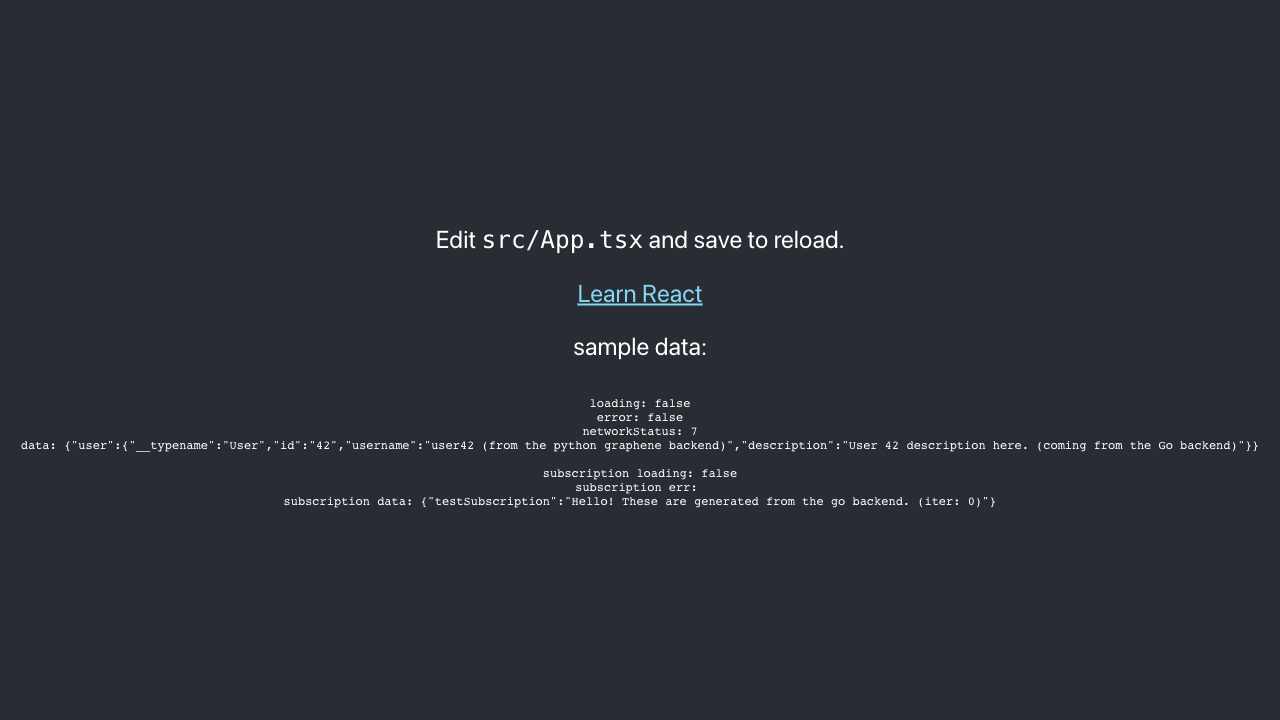 Edit src/App.tsx and save to reload.
Learn React
sample data:
loading: false
error: false
networkStatus: 7
data: {"user":{"__typename":"User","id":"42","username":"user42 (from the python graphene backend)","description":"User 42 description here. (coming from the Go backend)"}}
subscription loading: false
subscription err:
subscription data: {"testSubscription":"Hello! These are generated from the go backend. (iter: 0)"}